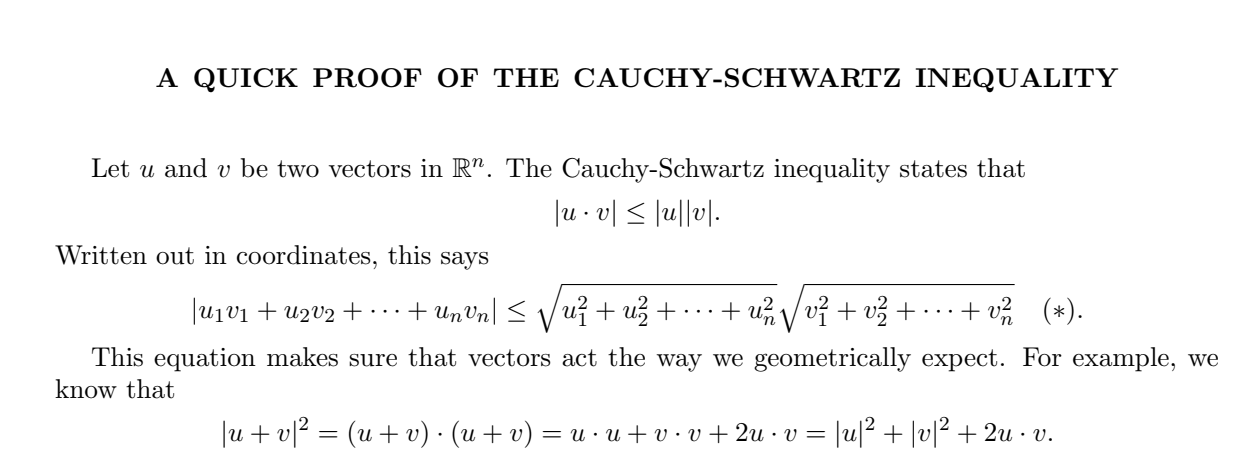 A QUICK PROOF OF THE CAUCHY-SCHWARTZ INEQUALITY
Let u and v be two vectors in ℝⁿ. The Cauchy-Schwartz inequality states that
|u · v| ≤ |u||v|.
Written out in coordinates, this says
|u₁v₁ + u₂v₂ + ··· + uₙvₙ| ≤ √(u₁² + u₂² + ··· + uₙ²) √(v₁² + v₂² + ··· + vₙ²) (∗).
This equation makes sure that vectors act the way we geometrically expect. For example, we
know that
|u + v|² = (u + v) · (u + v) = u · u + v · v + 2u · v = |u|² + |v|² + 2u · v.